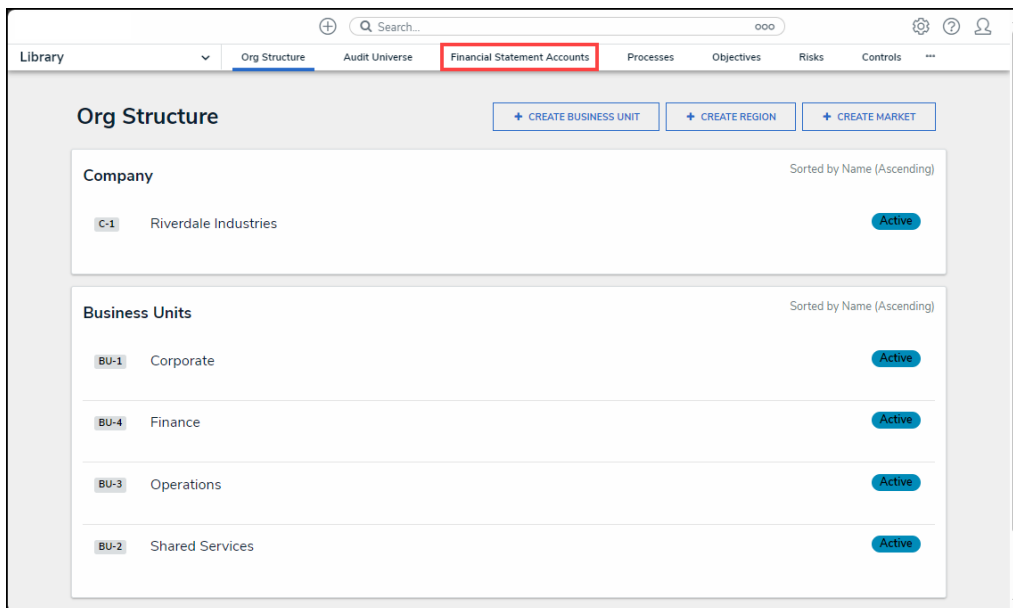 Search... ooo
Library Org Structure Audit Universe Financial Statement Accounts Processes Objectives Risks Controls ...
Org Structure + CREATE BUSINESS UNIT + CREATE REGION + CREATE MARKET
Company Sorted by Name (Ascending)
C-1 Riverdale Industries Active
Business Units Sorted by Name (Ascending)
BU-1 Corporate Active
BU-4 Finance Active
BU-3 Operations Active
BU-2 Shared Services Active